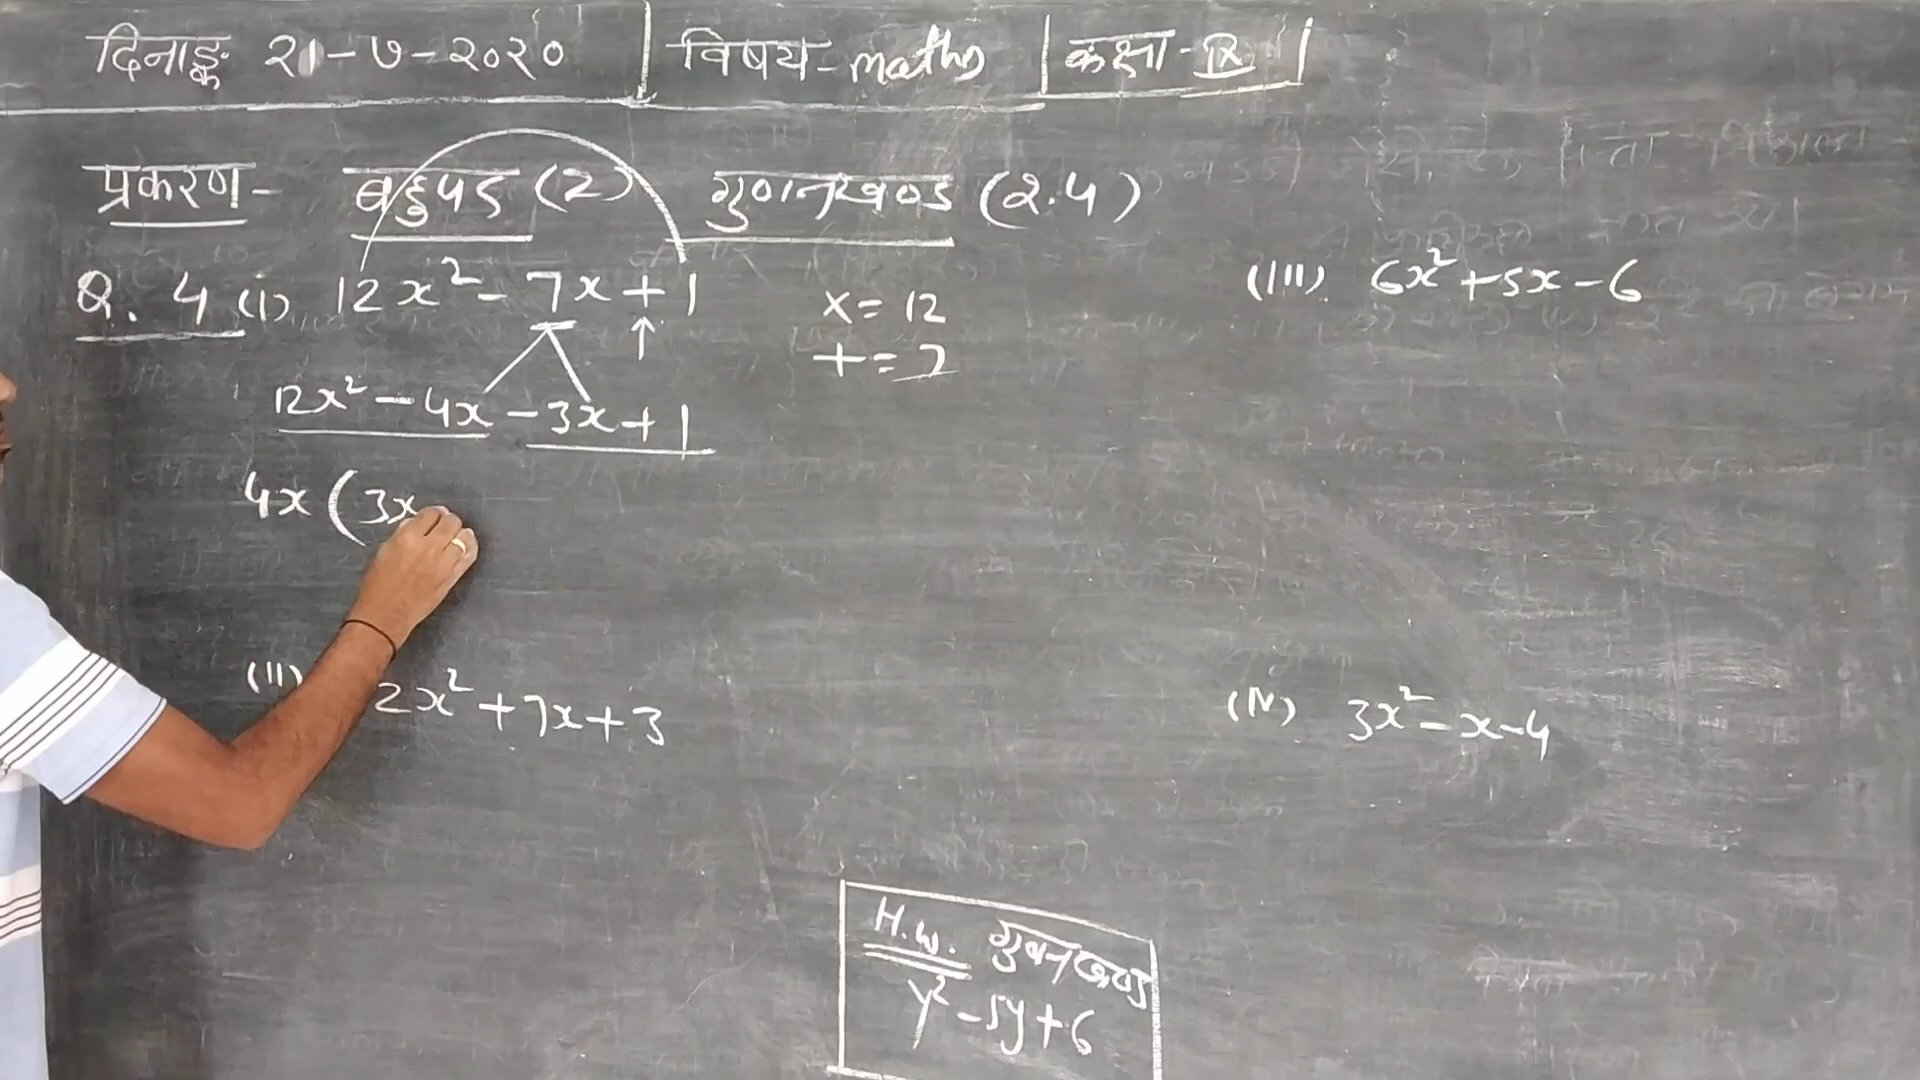 दिनाङ्क २१-७-२०२० | विषय-maths | कक्षा-IX |
प्रकरण- बहुपद (2) गुणनखण्ड (2.4)
Q. 4 (i) 12x² - 7x + 1
x = 12
+ = 7
12x² - 4x - 3x + 1
4x (3x
(II) 2x² + 7x + 3
(III) 6x² + 5x - 6
(IV) 3x² - x - 4
H.W. गुणनखण्ड
y² - 5y + 6